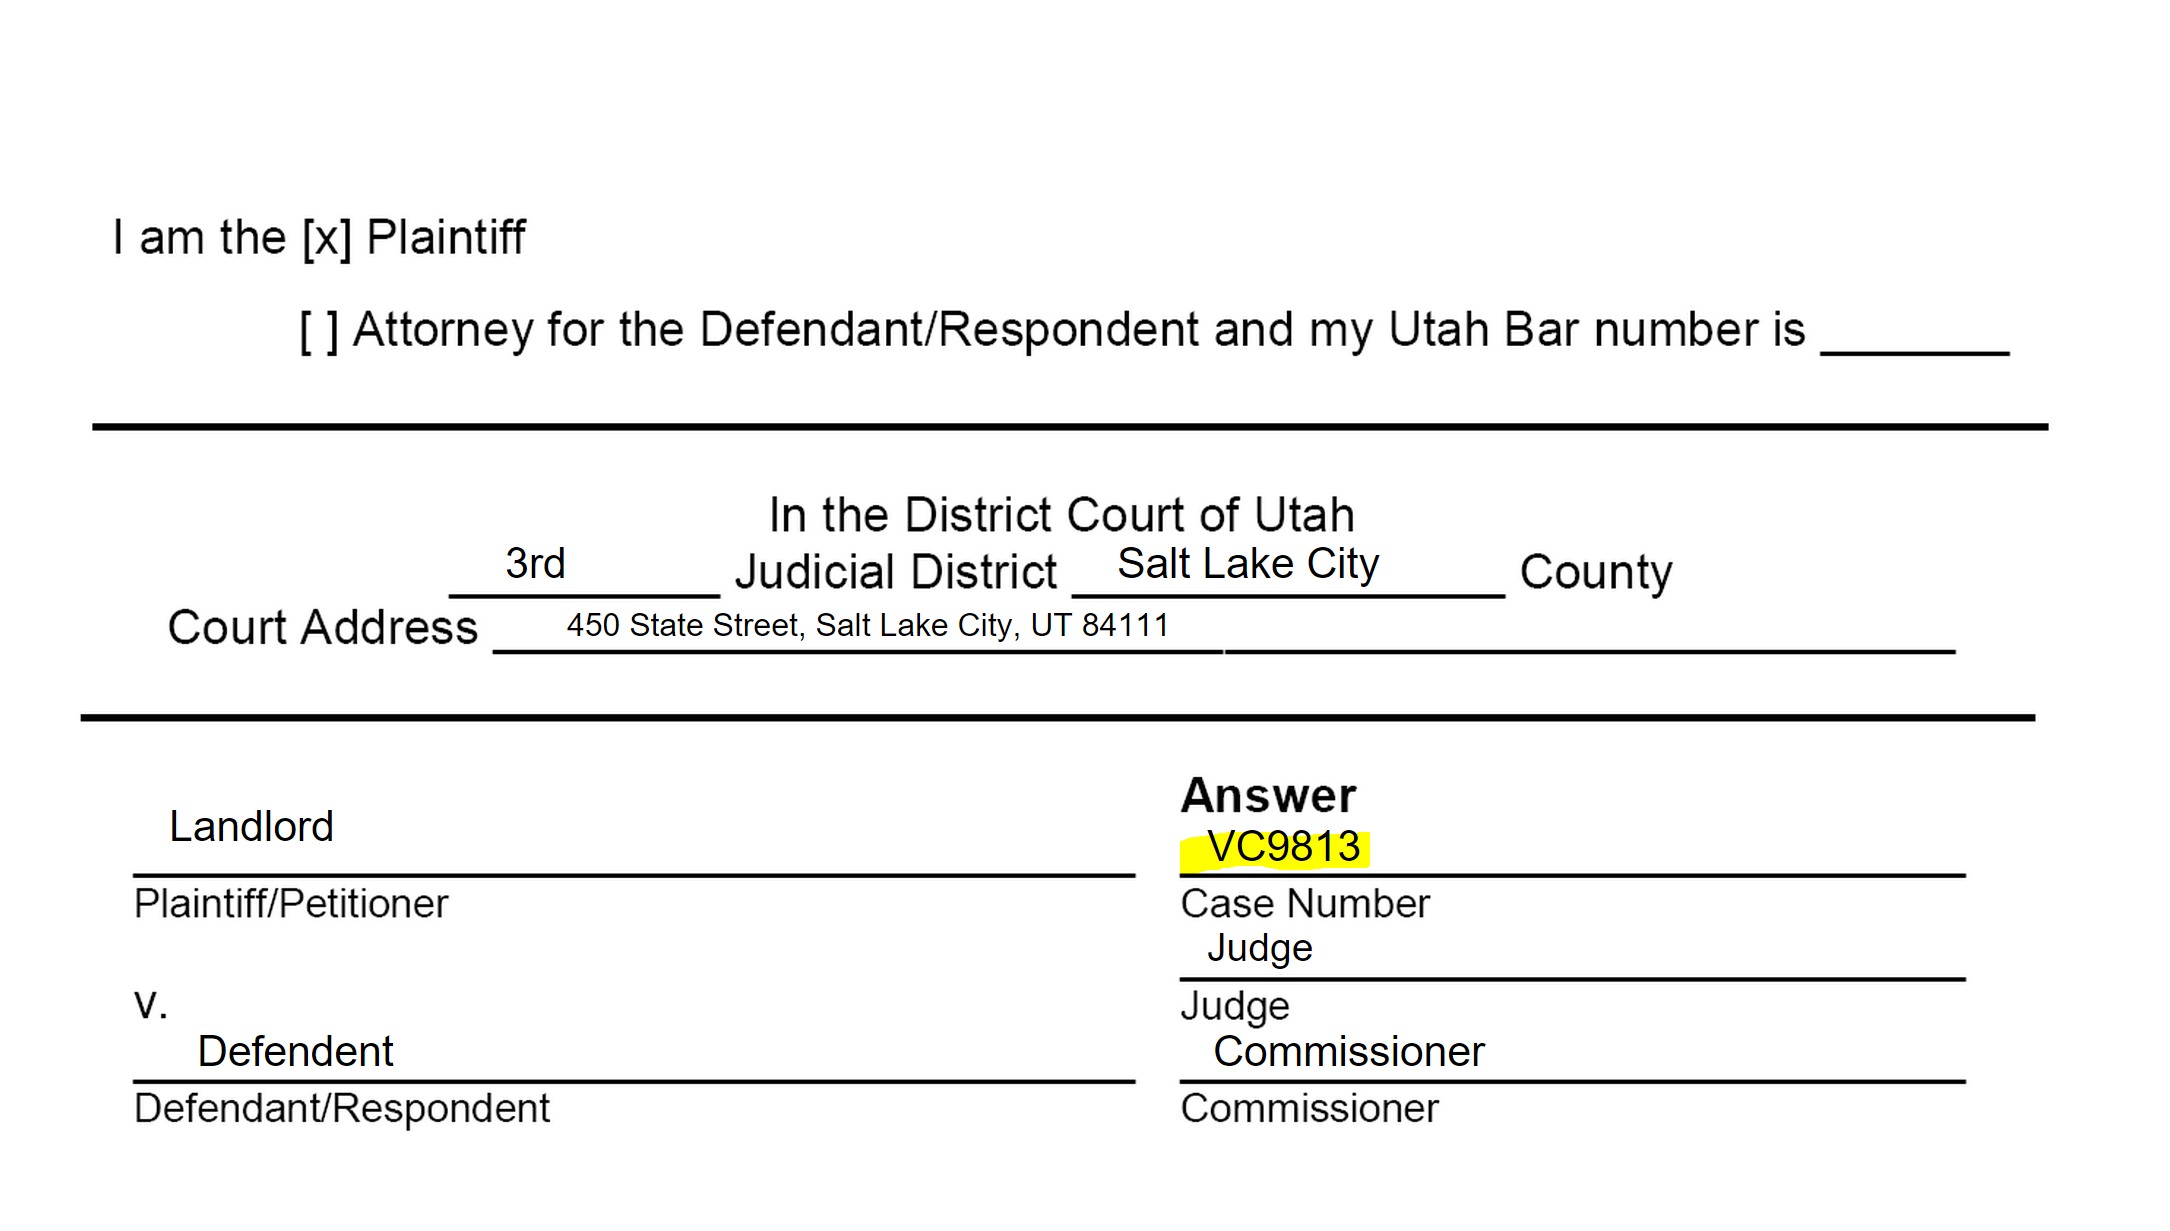 I am the [x] Plaintiff
[ ] Attorney for the Defendant/Respondent and my Utah Bar number is _______
In the District Court of Utah
3rd Judicial District Salt Lake City County
Court Address 450 State Street, Salt Lake City, UT 84111
Landlord
Plaintiff/Petitioner
v.
Defendent
Defendant/Respondent
Answer
VC9813
Case Number
Judge
Judge
Commissioner
Commissioner